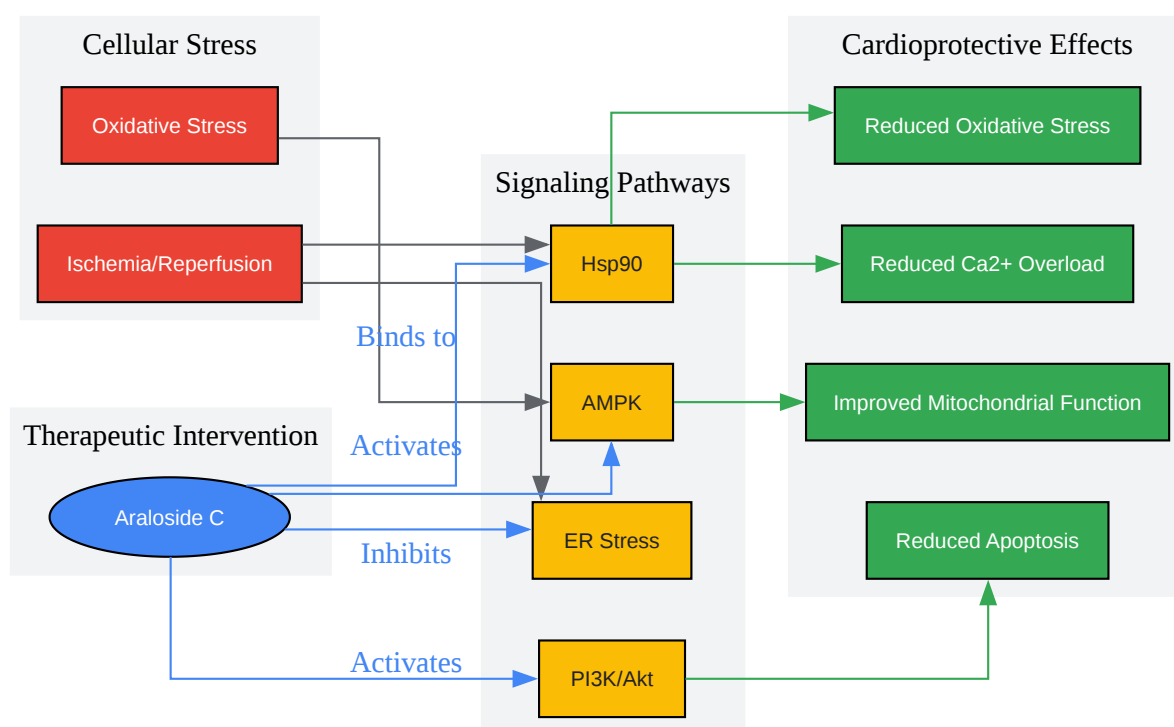 Cellular Stress
Oxidative Stress
Ischemia/Reperfusion
Therapeutic Intervention
Araloside C
Binds to
Activates
Inhibits
Activates
Signaling Pathways
Hsp90
AMPK
ER Stress
PI3K/Akt
Cardioprotective Effects
Reduced Oxidative Stress
Reduced Ca2+ Overload
Improved Mitochondrial Function
Reduced Apoptosis